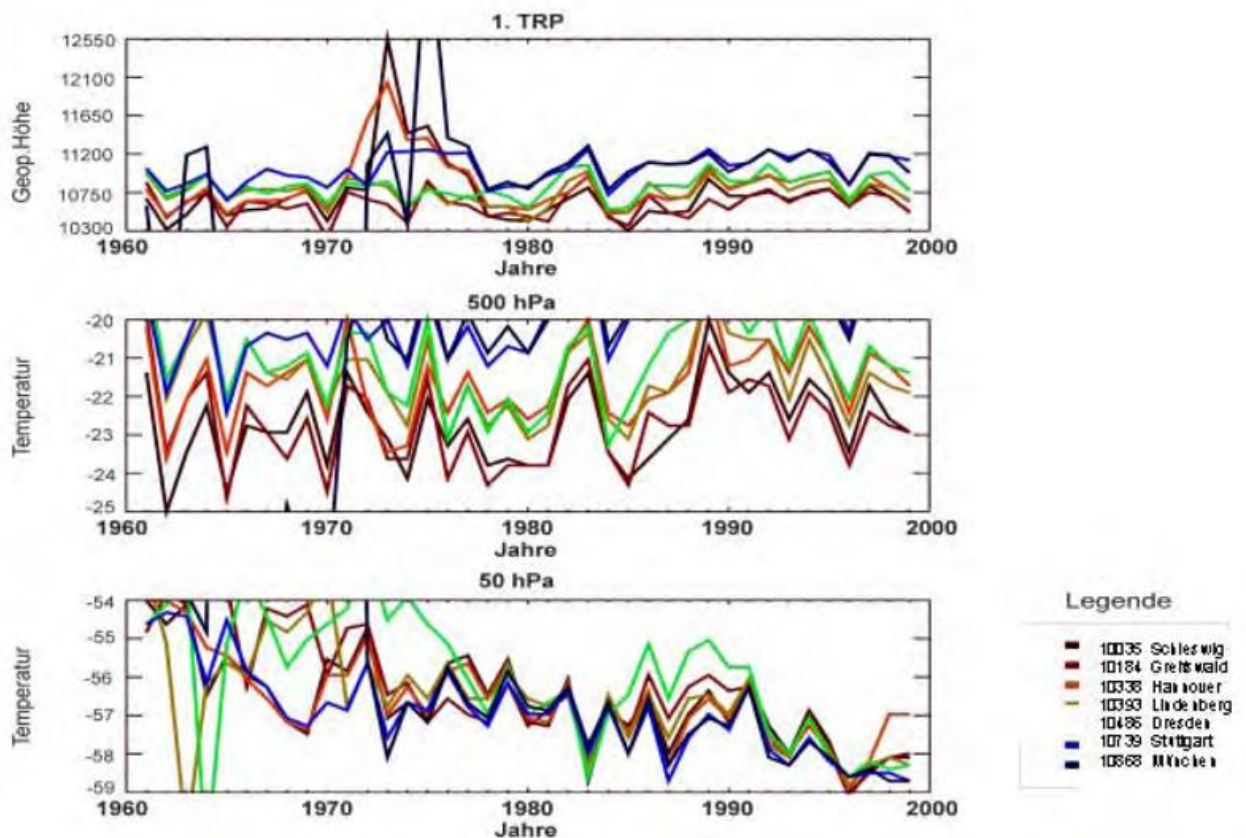 1. TRP
Geop.Höhe
12550
12100
11650
11200
10750
10300
1960 1970 1980 1990 2000
Jahre
500 hPa
Temperatur
-20
-21
-22
-23
-24
-25
1960 1970 1980 1990 2000
Jahre
50 hPa
Temperatur
-54
-55
-56
-57
-58
-59
1960 1970 1980 1990 2000
Jahre
Legende
10035 Schleswig
10184 Greifswald
10338 Hannover
10393 Lindenberg
10486 Dresden
10739 Stuttgart
10868 München